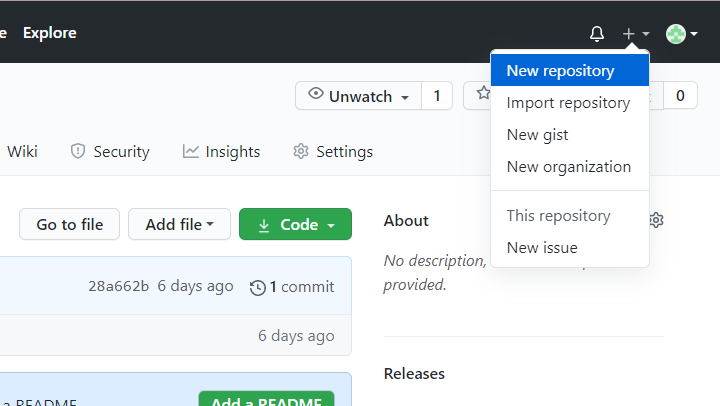 e Explore
New repository
Import repository
New gist
New organization
This repository
New issue
Unwatch 1
0
Wiki Security Insights Settings
Go to file Add file Code
About
No description,
provided.
28a662b 6 days ago 1 commit
6 days ago
Releases
a README
Add a README